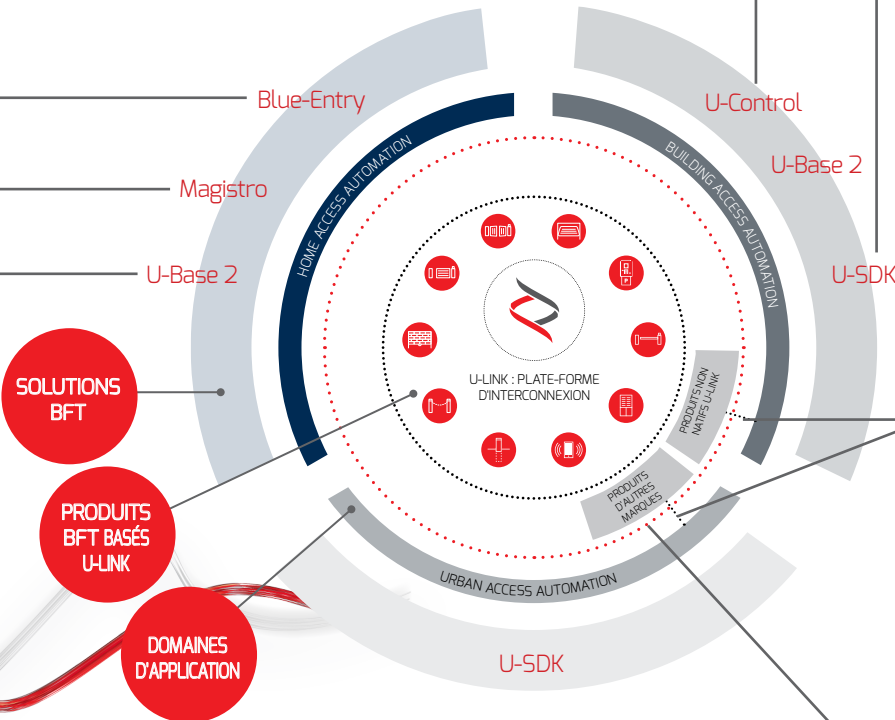 Blue-Entry
U-Control
HOME ACCESS AUTOMATION
BUILDING ACCESS AUTOMATION
Magistro
U-Base 2
U-Base 2
U-SDK
P
U-LINK : PLATE-FORME
D'INTERCONNEXION
SOLUTIONS
BFT
PRODUITS NON
NATIFS U-LINK
PRODUITS
D'AUTRES
MARQUES
PRODUITS
BFT BASÉS
U-LINK
URBAN ACCESS AUTOMATION
DOMAINES
D'APPLICATION
U-SDK